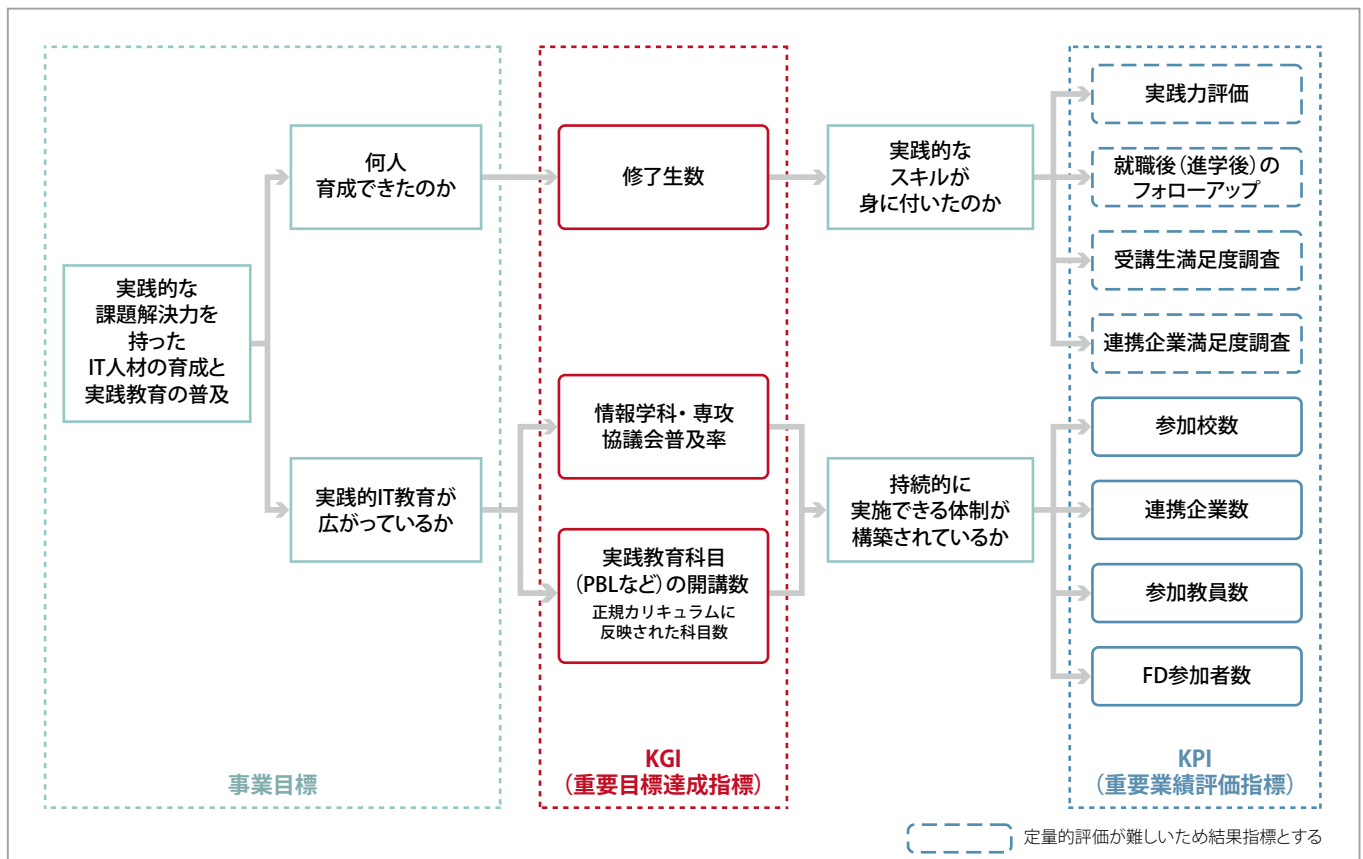 実践的な
課題解決力を
持った
IT人材の育成と
実践教育の普及
何人
育成できたのか
実践的IT教育が
広がっているか
事業目標
修了生数
情報学科・専攻
協議会普及率
実践教育科目
（PBLなど）の開講数
正規カリキュラムに
反映された科目数
KGI
（重要目標達成指標）
実践的な
スキルが
身に付いたのか
持続的に
実施できる体制が
構築されているか
実践力評価
就職後（進学後）の
フォローアップ
受講生満足度調査
連携企業満足度調査
参加校数
連携企業数
参加教員数
FD参加者数
KPI
（重要業績評価指標）
定量的評価が難しいため結果指標とする